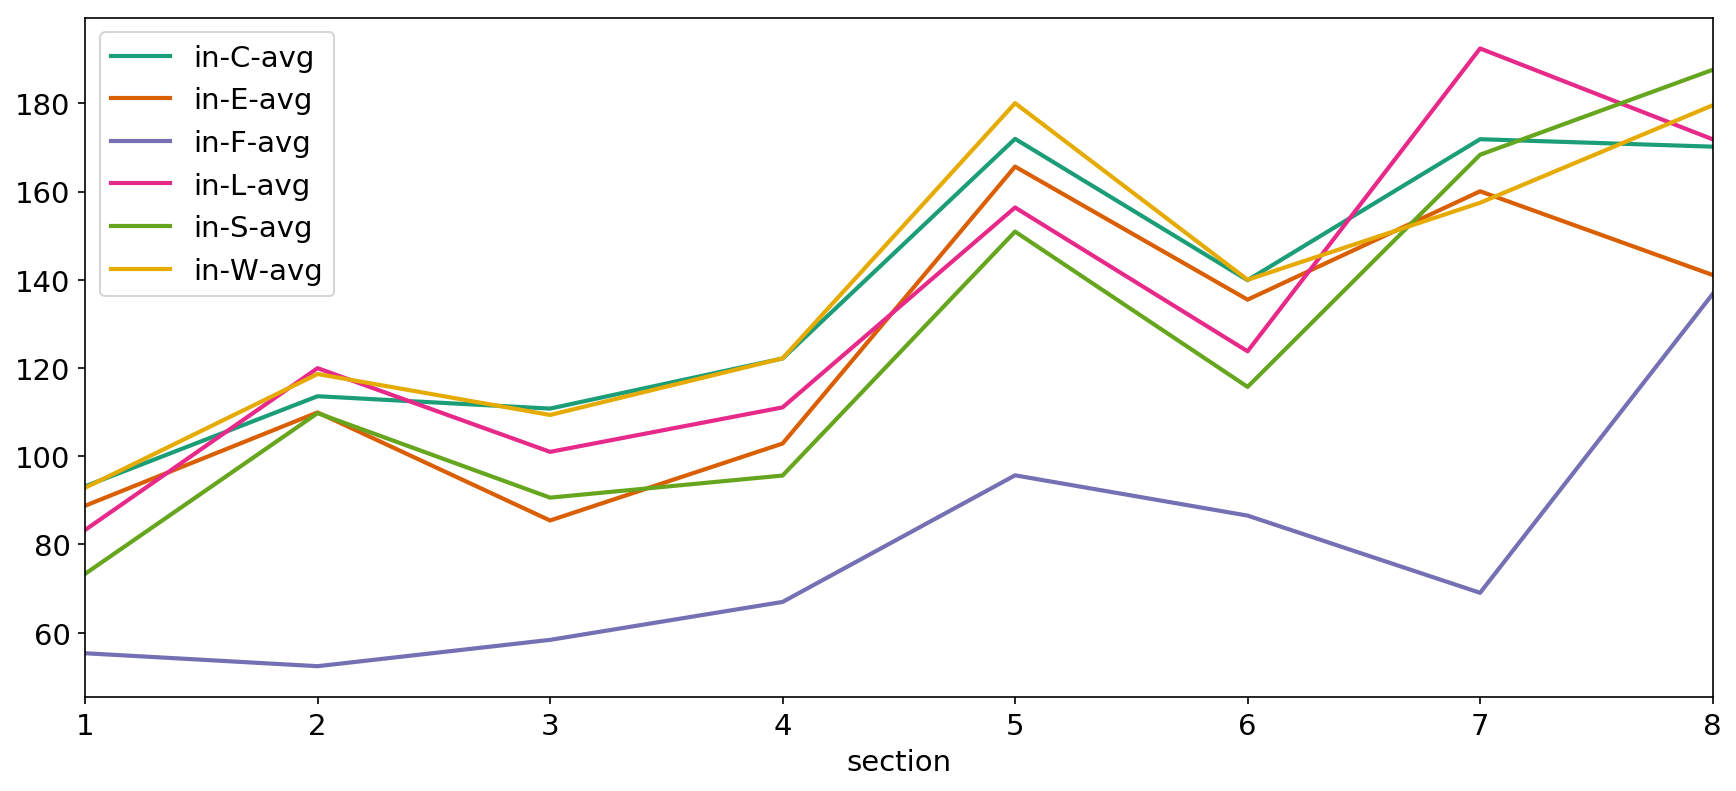 in-C-avg
in-E-avg
in-F-avg
in-L-avg
in-S-avg
in-W-avg
180
160
140
120
100
80
60
1 2 3 4 5 6 7 8
section